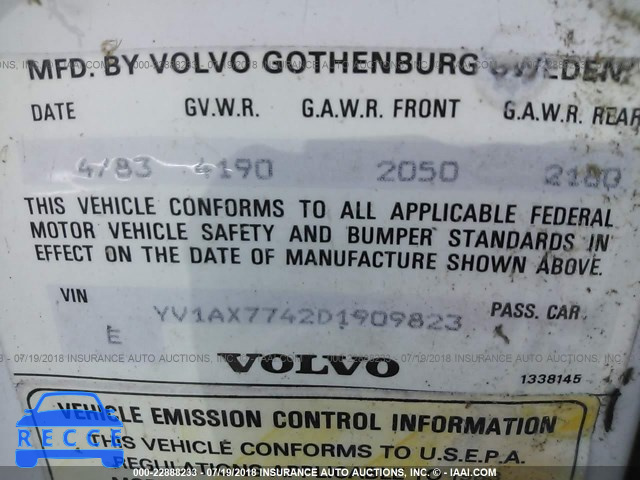 MFD. BY VOLVO GOTHENBURG SWEDEN.
DATE GV.W.R. G.A.W.R. FRONT G.A.W.R. REAR
4/83 4190 2050 2180
THIS VEHICLE CONFORMS TO ALL APPLICABLE FEDERAL
MOTOR VEHICLE SAFETY AND BUMPER STANDARDS IN
EFFECT ON THE DATE OF MANUFACTURE SHOWN ABOVE.
VIN YV1AX7742D1909823 PASS. CAR
E
VOLVO
1338145
VEHICLE EMISSION CONTROL INFORMATION
THIS VEHICLE CONFORMS TO U.S.E.P.A.
REGULATIONS
RECCE
000-22888233 - 07/19/2018 - INSURANCE AUTO AUCTIONS, INC. - IAAI.COM